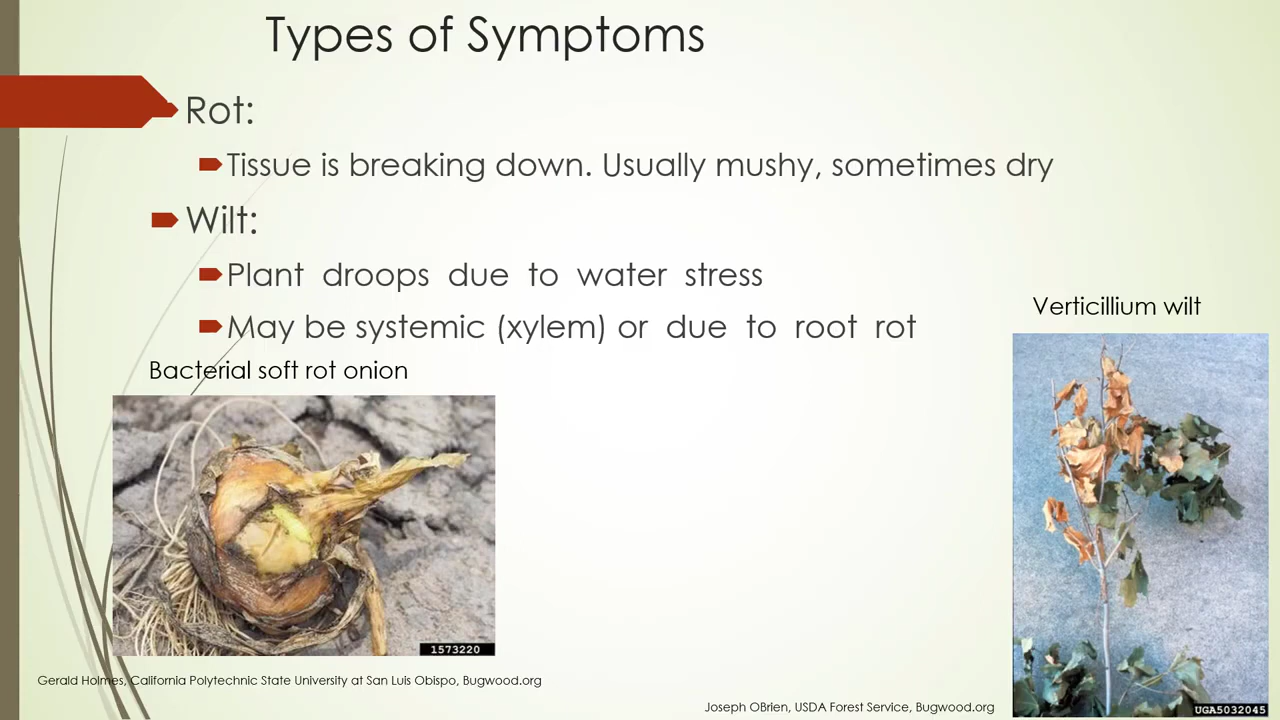 Types of Symptoms
Rot:
Tissue is breaking down. Usually mushy, sometimes dry
Wilt:
Plant droops due to water stress
May be systemic (xylem) or due to root rot
Verticillium wilt
Bacterial soft rot onion
1573220
Gerald Holmes, California Polytechnic State University at San Luis Obispo, Bugwood.org
Joseph OBrien, USDA Forest Service, Bugwood.org
UGA5032045